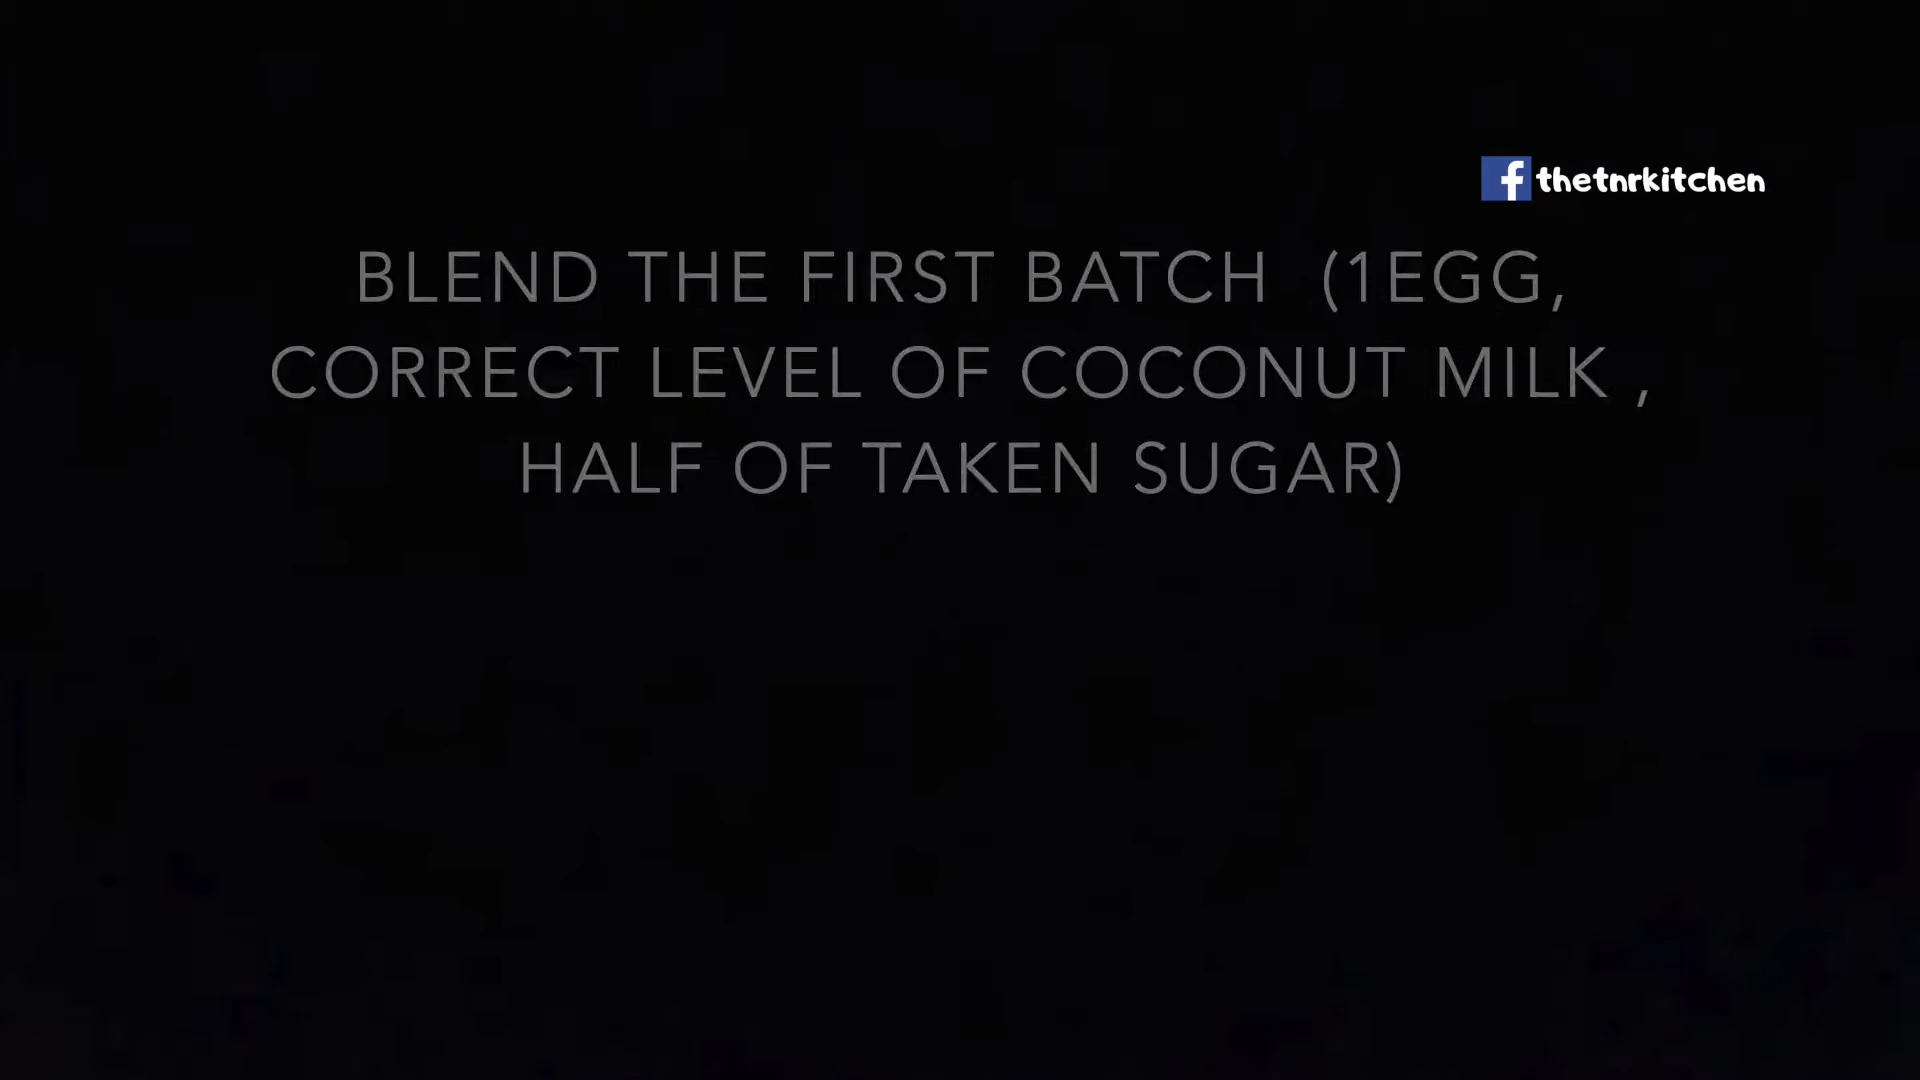 thetnrkitchen
BLEND THE FIRST BATCH (1EGG,
CORRECT LEVEL OF COCONUT MILK ,
HALF OF TAKEN SUGAR)